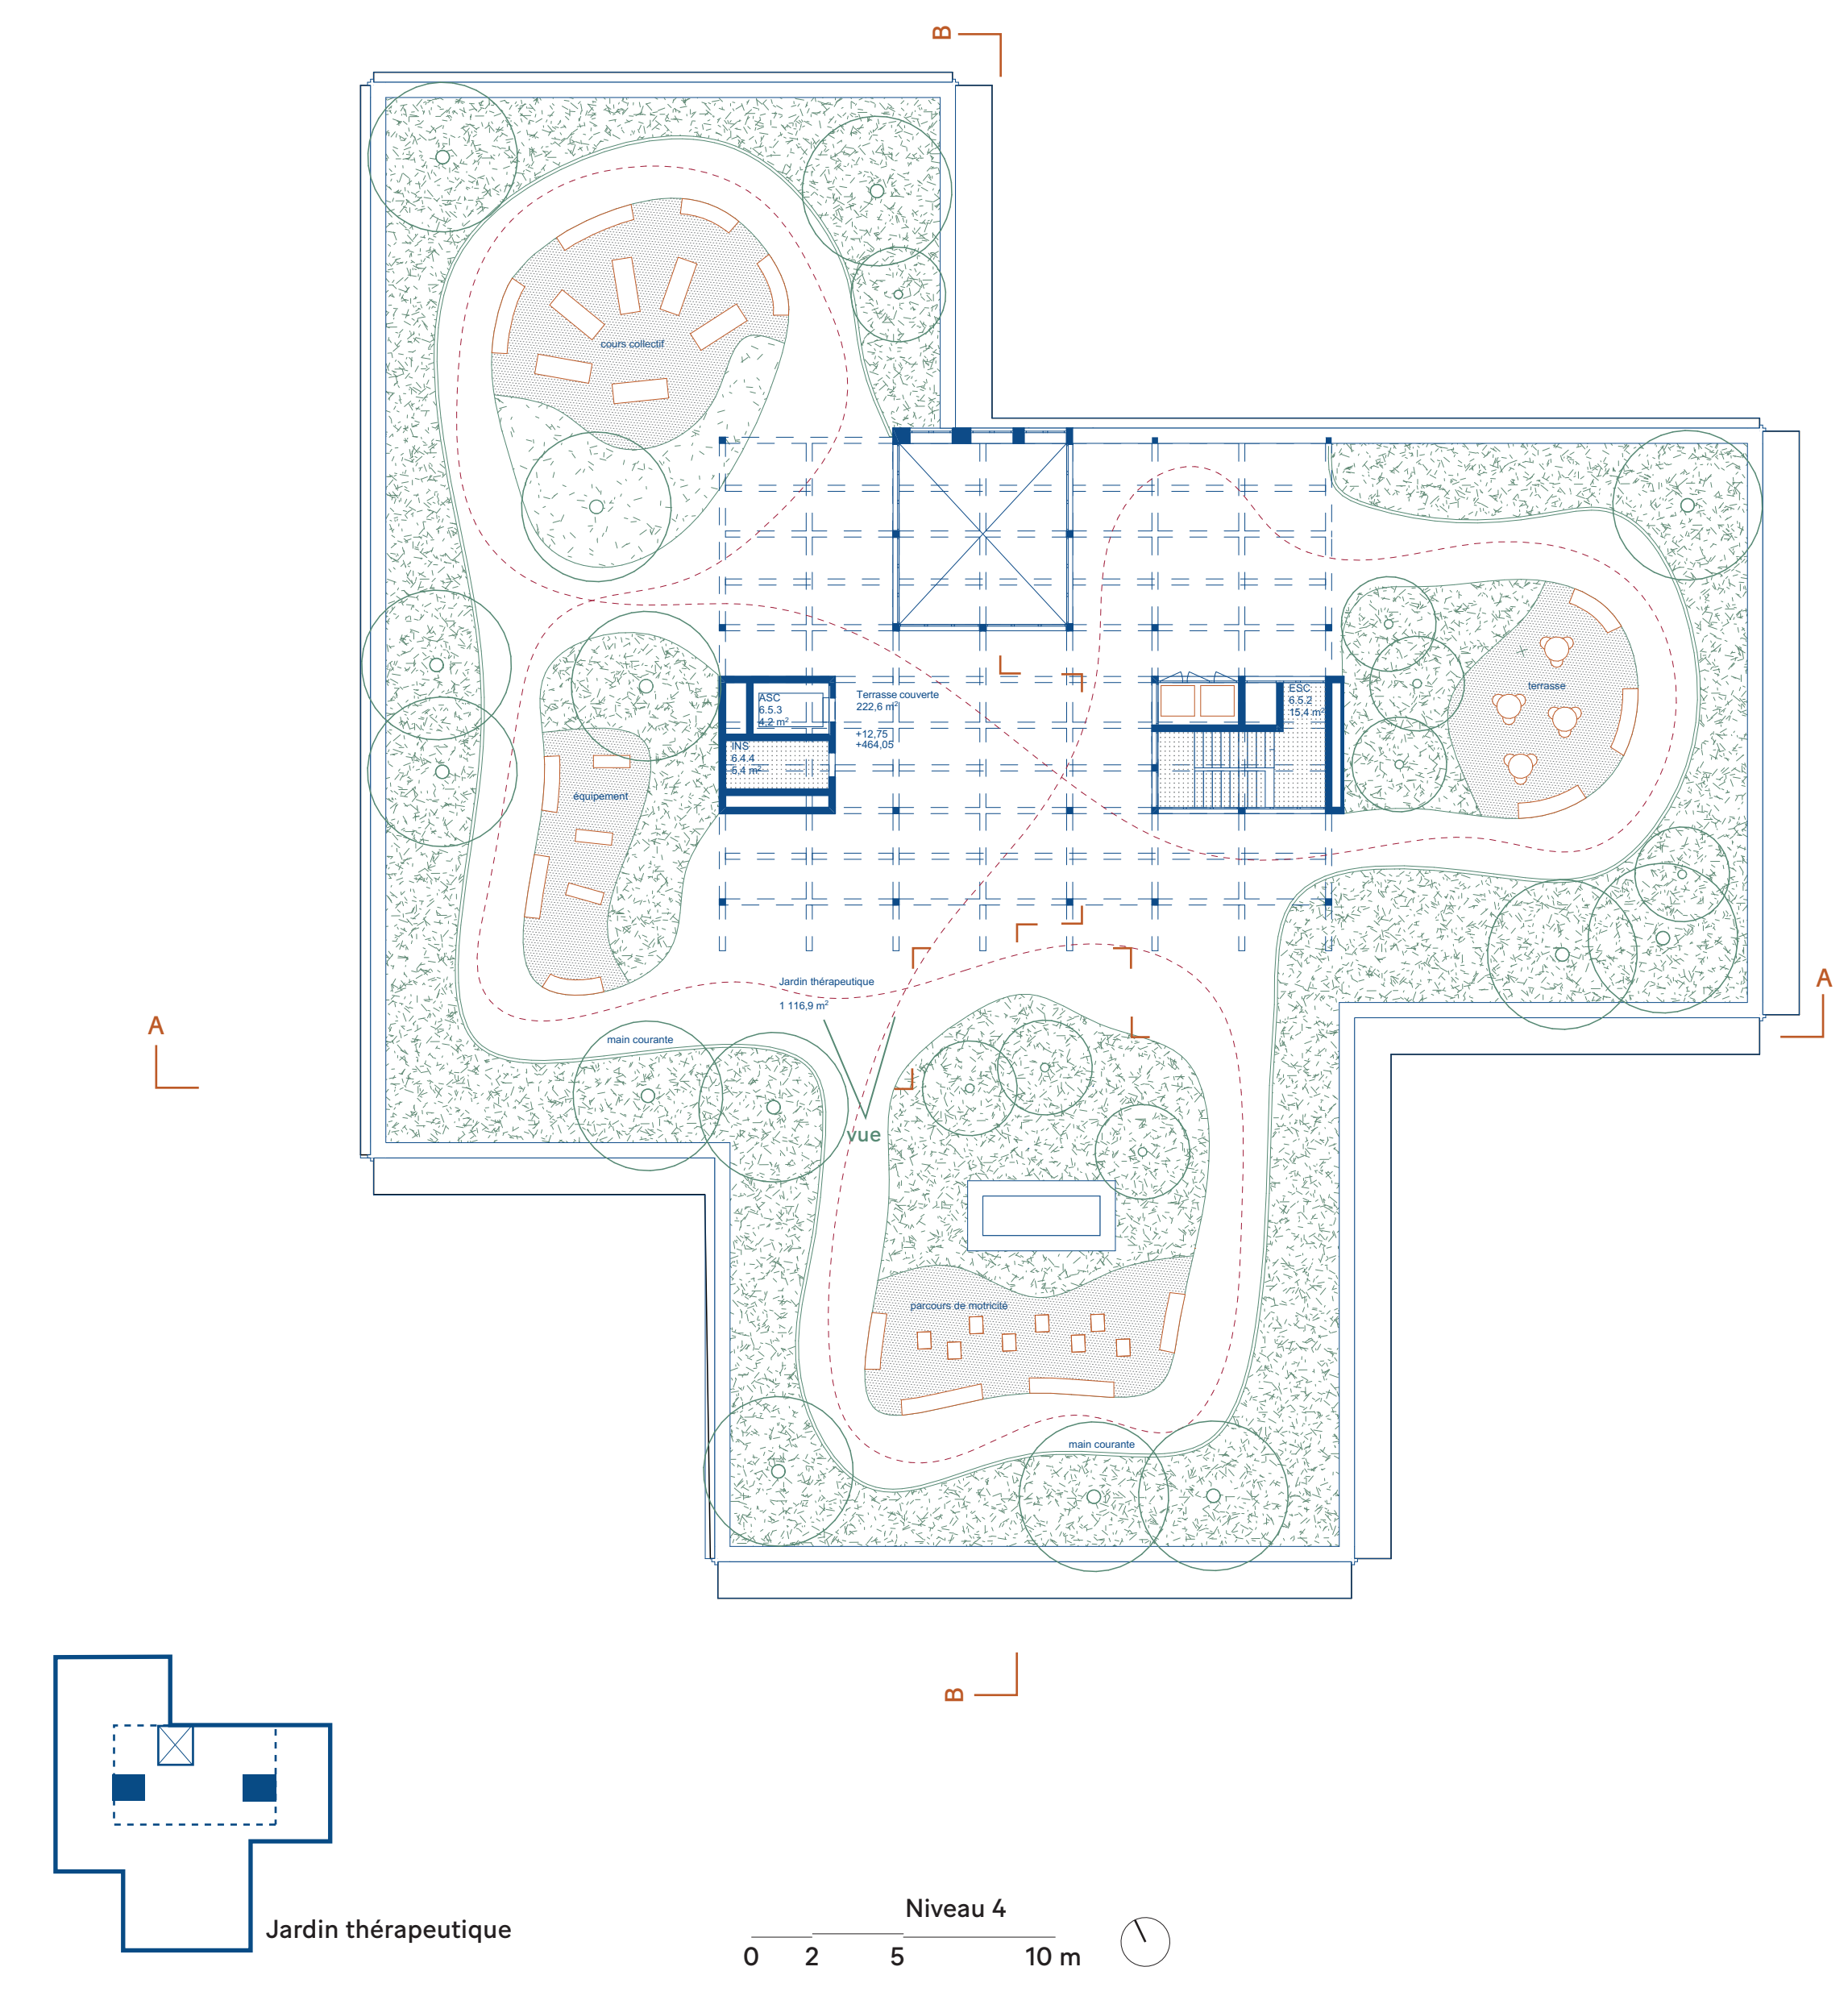 B
cours collectif
ASC
6.5.3
4,2 m²
Terrasse couverte
222,6 m²
+12,75
+464,05
INS
6.4.4
5,4 m²
ESC
6.5.2
15,4 m²
terrasse
équipement
Jardin thérapeutique
1 116,9 m²
A
A
main courante
vue
parcours de motricité
main courante
B
Jardin thérapeutique
Niveau 4
0 2 5 10 m